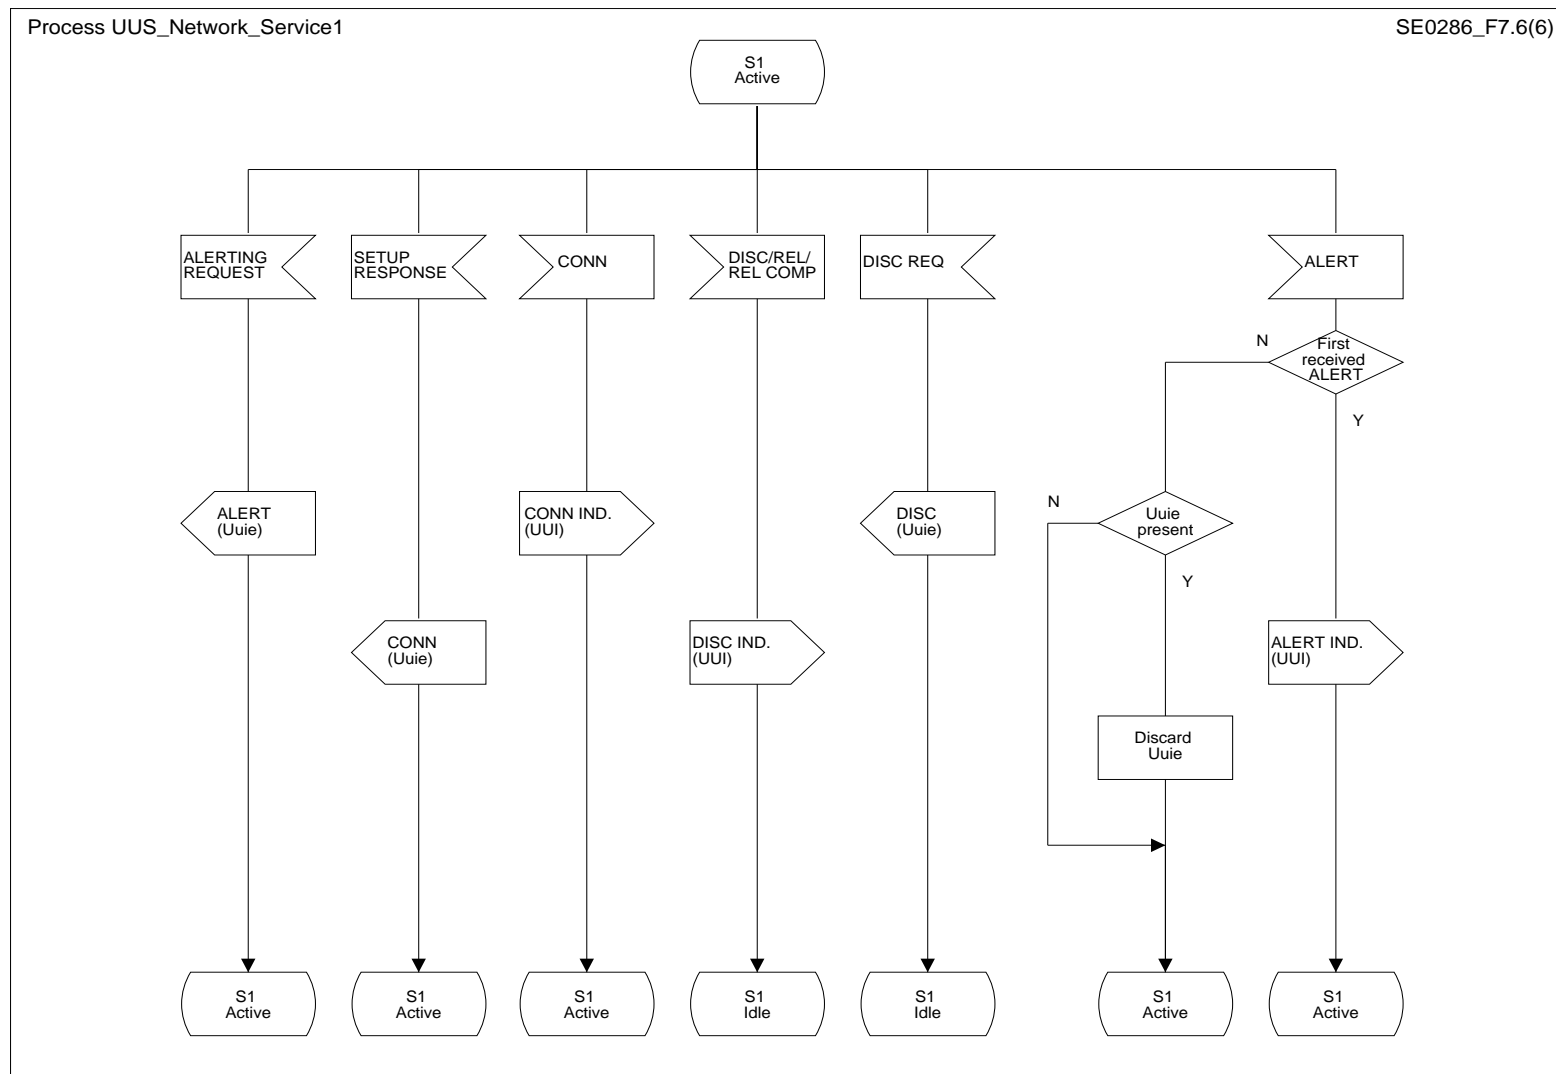 Process UUS_Network_Service1
SE0286_F7.6(6)
S1
Active
ALERTING
REQUEST
SETUP
RESPONSE
CONN
DISC/REL/
REL COMP
DISC REQ
ALERT
First
received
ALERT
N
Y
ALERT
(Uuie)
CONN IND.
(UUI)
DISC
(Uuie)
N
Uuie
present
Y
CONN
(Uuie)
DISC IND.
(UUI)
ALERT IND.
(UUI)
Discard
Uuie
S1
Active
S1
Active
S1
Active
S1
Idle
S1
Idle
S1
Active
S1
Active